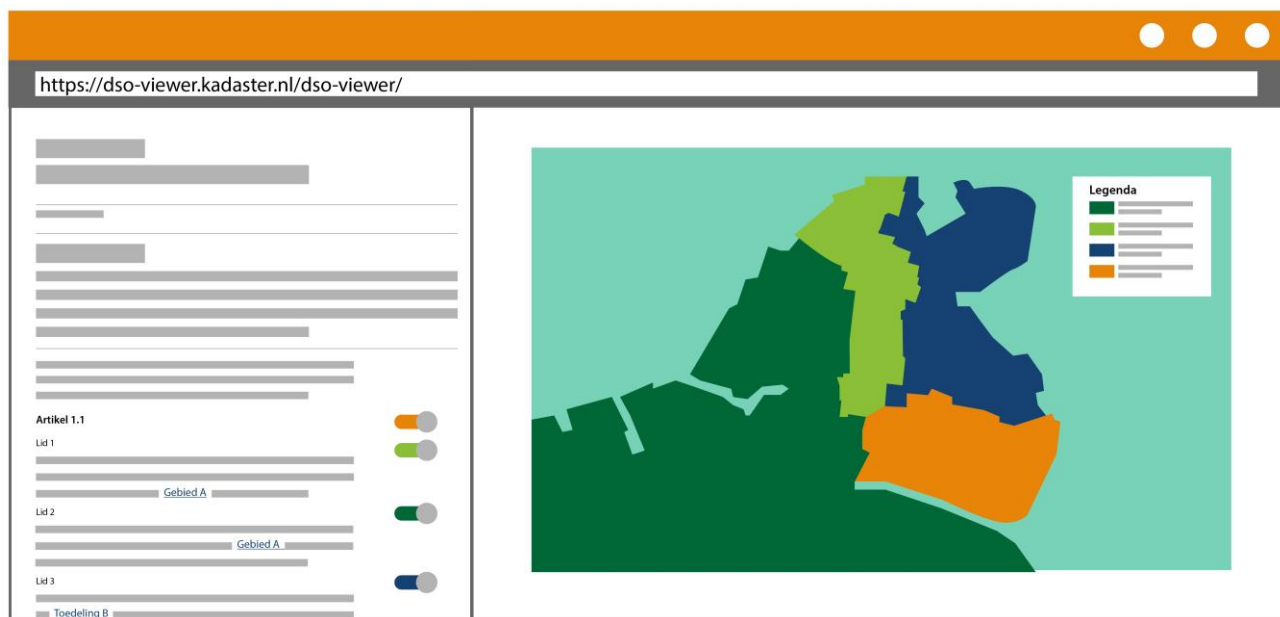 https://dso-viewer.kadaster.nl/dso-viewer/
Artikel 1.1
Lid 1
Gebied A
Lid 2
Gebied A
Lid 3
Toedeling B
Legenda